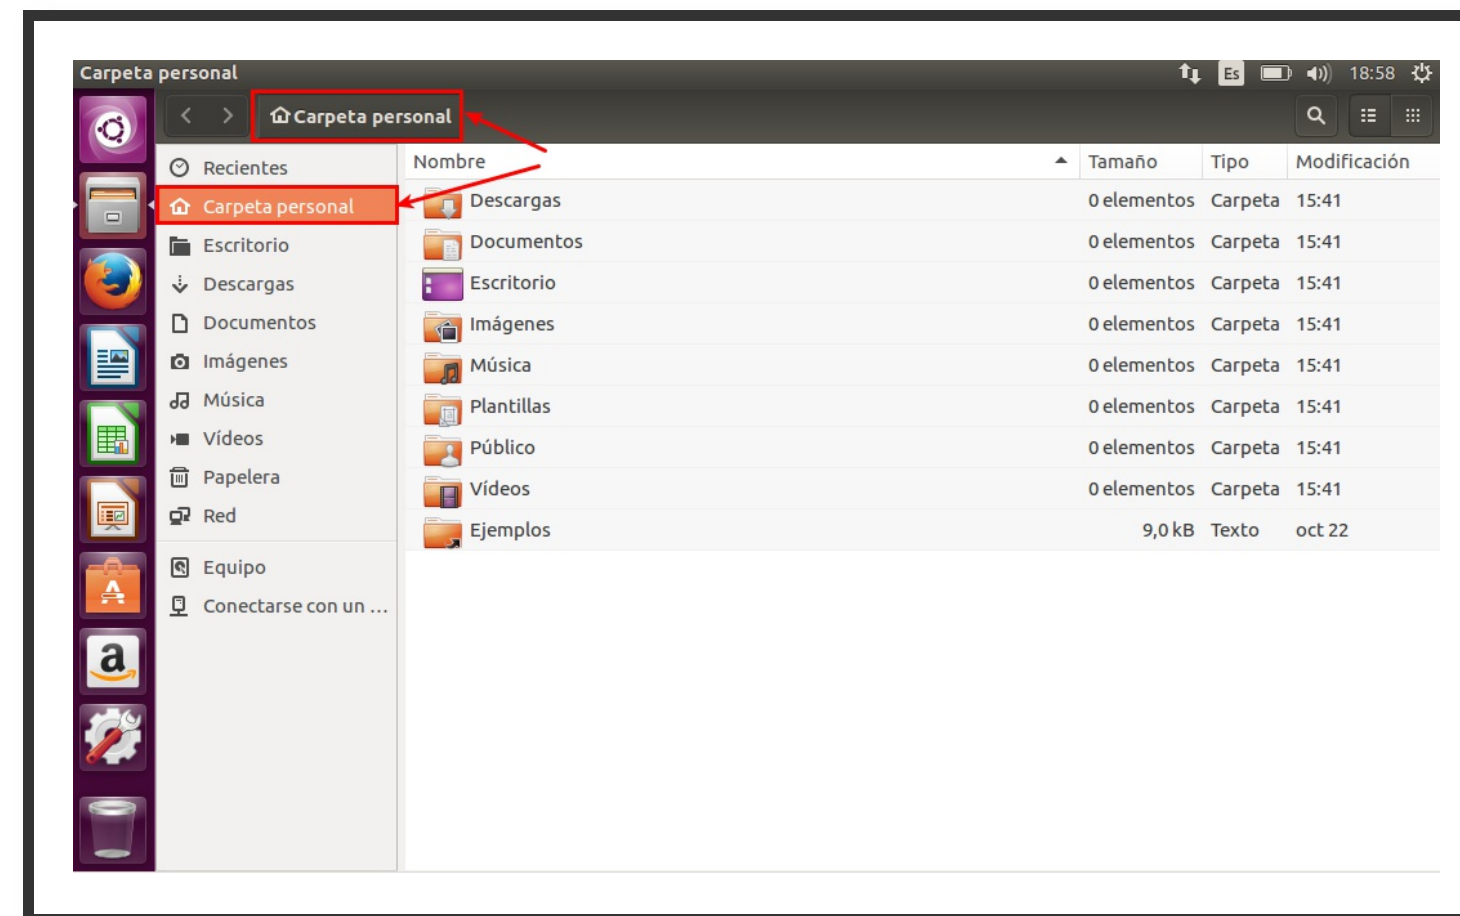 Carpeta personal
Es 18:58
Carpeta personal
Recientes
Carpeta personal
Escritorio
Descargas
Documentos
Imágenes
Música
Vídeos
Papelera
Red
Equipo
Conectarse con un ...
Nombre Tamaño Tipo Modificación
Descargas 0 elementos Carpeta 15:41
Documentos 0 elementos Carpeta 15:41
Escritorio 0 elementos Carpeta 15:41
Imágenes 0 elementos Carpeta 15:41
Música 0 elementos Carpeta 15:41
Plantillas 0 elementos Carpeta 15:41
Público 0 elementos Carpeta 15:41
Vídeos 0 elementos Carpeta 15:41
Ejemplos 9,0 kB Texto oct 22
A
a